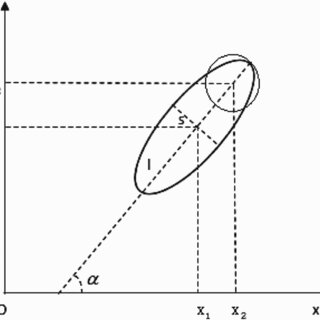 s
l
α
x₁ x₂ x